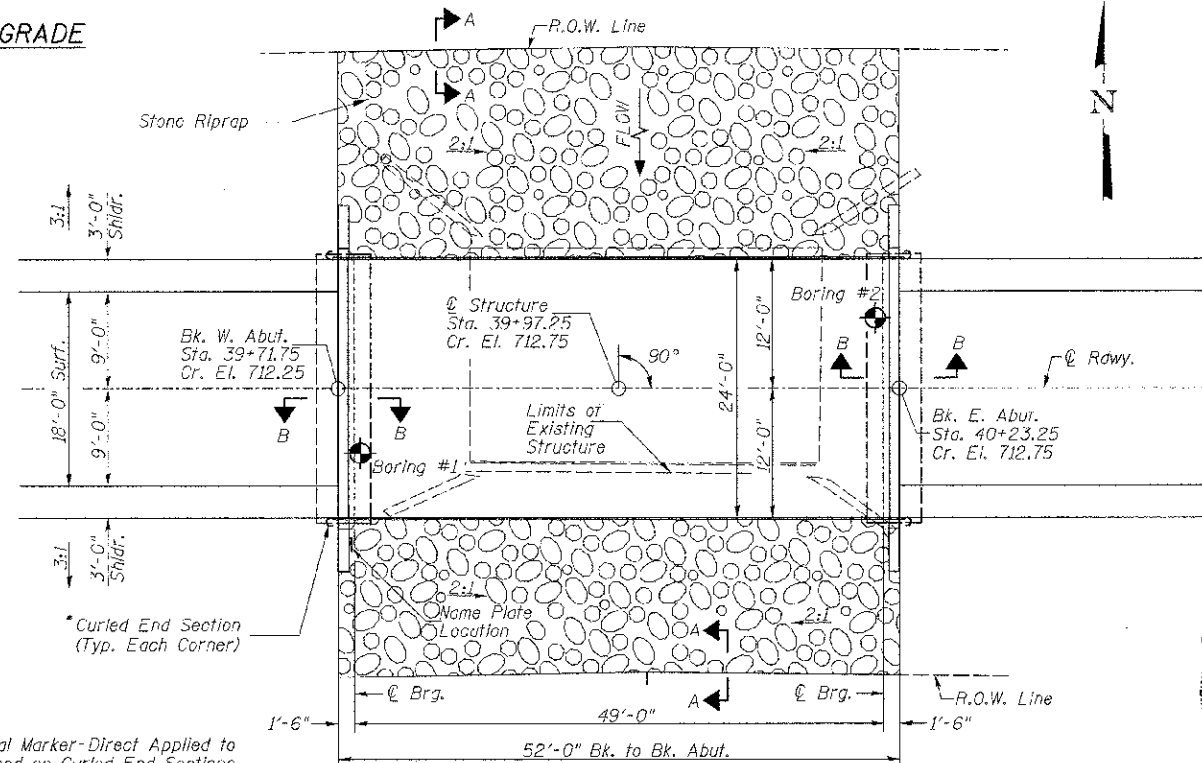 GRADE
A
R.O.W. Line
A
N
Stone Riprap
FLOW
2:1
2:1
3:1
3'-0"
Shldr.
Boring #2
℄ Structure
Sta. 39+97.25
Cr. El. 712.75
12'-0"
Bk. W. Abut.
Sta. 39+71.75
Cr. El. 712.25
9'-0"
18'-0" Surf.
90°
B
B
℄ Rdwy.
24'-0"
B
B
Limits of
Existing
Structure
Bk. E. Abut.
Sta. 40+23.25
Cr. El. 712.75
9'-0"
12'-0"
Boring #1
3:1
3'-0"
Shldr.
2:1
2:1
Name Plate
Location
* Curled End Section
(Typ. Each Corner)
A
A
℄ Brg.
℄ Brg.
R.O.W. Line
1'-6"
49'-0"
1'-6"
52'-0" Bk. to Bk. Abut.
al Marker-Direct Applied to